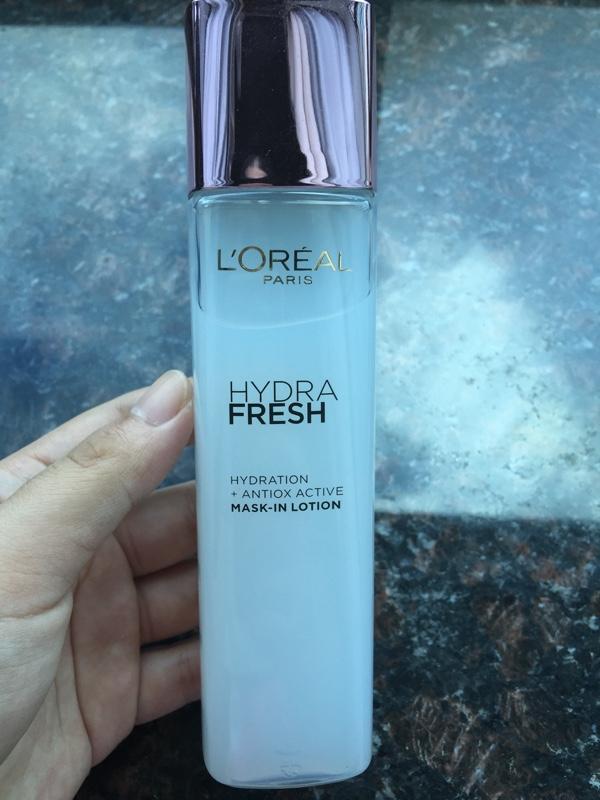 L'ORÉAL
PARIS
HYDRA
FRESH
HYDRATION
+ ANTIOX ACTIVE
MASK-IN LOTION